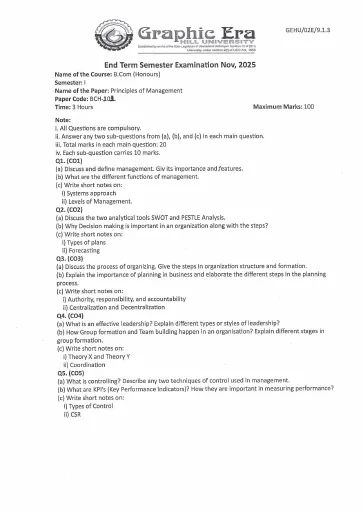 Graphic Era
HILL UNIVERSITY
GEHU/02E/9.1.3
End Term Semester Examination Nov, 2025
Name of the Course: B.Com (Honours)
Semester: I
Name of the Paper: Principles of Management
Paper Code: BCH-101
Time: 3 Hours Maximum Marks: 100
Note:
i. All Questions are compulsory.
ii. Answer any two sub-questions from (a), (b), and (c) in each main question.
iii. Total marks in each main question: 20
iv. Each sub-question carries 10 marks.
Q1. (CO1)
(a) Discuss and define management. Giv its importance and features.
(b) What are the different functions of management.
(c) Write short notes on:
i) Systems approach
ii) Levels of Management.
Q2. (CO2)
(a) Discuss the two analytical tools SWOT and PESTLE Analysis.
(b) Why Decision making is important in an organization along with the steps?
(c) Write short notes on:
i) Types of plans
ii) Forecasting
Q3. (CO3)
(a) Discuss the process of organizing. Give the steps in organization structure and formation.
(b) Explain the importance of planning in business and elaborate the different steps in the planning
process.
(c) Write short notes on:
i) Authority, responsibility, and accountability
ii) Centralization and Decentralization
Q4. (CO4)
(a) What is an effective leadership? Explain different types or styles of leadership?
(b) How Group formation and Team building happen in an organisation? Explain different stages in
group formation.
(c) Write short notes on:
i) Theory X and Theory Y
ii) Coordination
Q5. (CO5)
(a) What is controlling? Describe any two techniques of control used in management.
(b) What are KPI's (Key Performance Indicators)? How they are important in measuring performance?
(c) Write short notes on:
i) Types of Control
ii) CSR